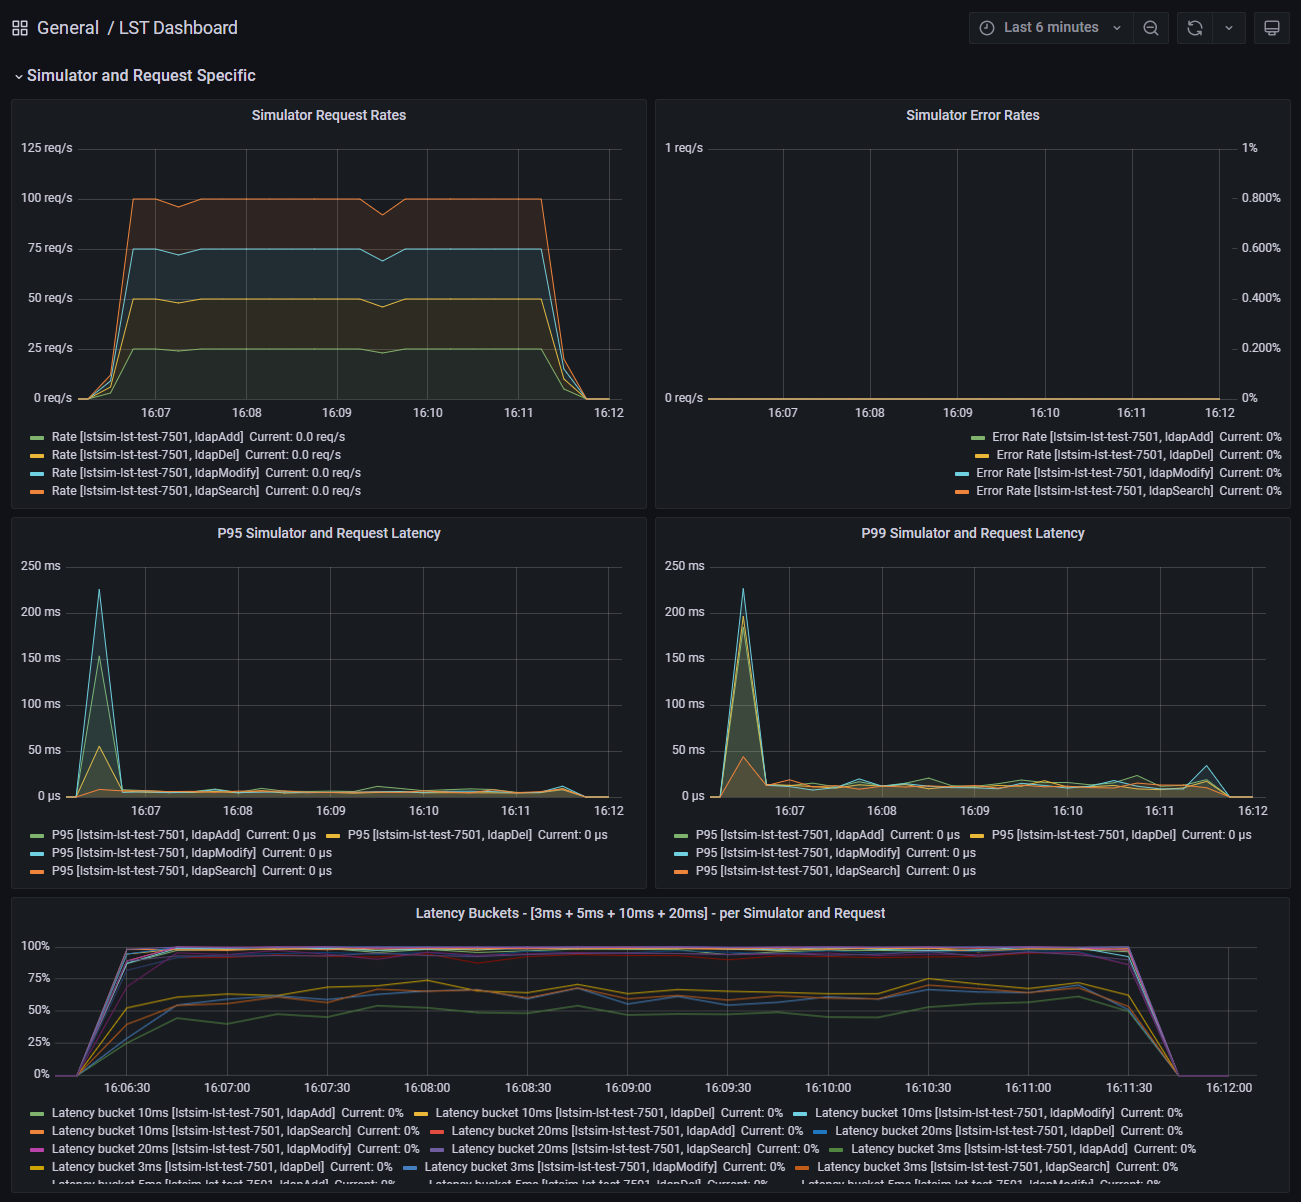 General / LST Dashboard
Last 6 minutes
Simulator and Request Specific
Simulator Request Rates
125 req/s
100 req/s
75 req/s
50 req/s
25 req/s
0 req/s
16:07 16:08 16:09 16:10 16:11 16:12
Rate [lstsim-lst-test-7501, ldapAdd] Current: 0.0 req/s
Rate [lstsim-lst-test-7501, ldapDel] Current: 0.0 req/s
Rate [lstsim-lst-test-7501, ldapModify] Current: 0.0 req/s
Rate [lstsim-lst-test-7501, ldapSearch] Current: 0.0 req/s
Simulator Error Rates
1 req/s
0 req/s
1%
0.800%
0.600%
0.400%
0.200%
0%
16:07 16:08 16:09 16:10 16:11 16:12
Error Rate [lstsim-lst-test-7501, ldapAdd] Current: 0%
Error Rate [lstsim-lst-test-7501, ldapDel] Current: 0%
Error Rate [lstsim-lst-test-7501, ldapModify] Current: 0%
Error Rate [lstsim-lst-test-7501, ldapSearch] Current: 0%
P95 Simulator and Request Latency
250 ms
200 ms
150 ms
100 ms
50 ms
0 µs
16:07 16:08 16:09 16:10 16:11 16:12
P95 [lstsim-lst-test-7501, ldapAdd] Current: 0 µs P95 [lstsim-lst-test-7501, ldapDel] Current: 0 µs
P95 [lstsim-lst-test-7501, ldapModify] Current: 0 µs
P95 [lstsim-lst-test-7501, ldapSearch] Current: 0 µs
P99 Simulator and Request Latency
250 ms
200 ms
150 ms
100 ms
50 ms
0 µs
16:07 16:08 16:09 16:10 16:11 16:12
P95 [lstsim-lst-test-7501, ldapAdd] Current: 0 µs P95 [lstsim-lst-test-7501, ldapDel] Current: 0 µs
P95 [lstsim-lst-test-7501, ldapModify] Current: 0 µs
P95 [lstsim-lst-test-7501, ldapSearch] Current: 0 µs
Latency Buckets - [3ms + 5ms + 10ms + 20ms] - per Simulator and Request
100%
75%
50%
25%
0%
16:06:30 16:07:00 16:07:30 16:08:00 16:08:30 16:09:00 16:09:30 16:10:00 16:10:30 16:11:00 16:11:30 16:12:00
Latency bucket 10ms [lstsim-lst-test-7501, ldapAdd] Current: 0% Latency bucket 10ms [lstsim-lst-test-7501, ldapDel] Current: 0% Latency bucket 10ms [lstsim-lst-test-7501, ldapModify] Current: 0%
Latency bucket 10ms [lstsim-lst-test-7501, ldapSearch] Current: 0% Latency bucket 20ms [lstsim-lst-test-7501, ldapAdd] Current: 0% Latency bucket 20ms [lstsim-lst-test-7501, ldapDel] Current: 0%
Latency bucket 20ms [lstsim-lst-test-7501, ldapModify] Current: 0% Latency bucket 20ms [lstsim-lst-test-7501, ldapSearch] Current: 0% Latency bucket 3ms [lstsim-lst-test-7501, ldapAdd] Current: 0%
Latency bucket 3ms [lstsim-lst-test-7501, ldapDel] Current: 0% Latency bucket 3ms [lstsim-lst-test-7501, ldapModify] Current: 0% Latency bucket 3ms [lstsim-lst-test-7501, ldapSearch] Current: 0%